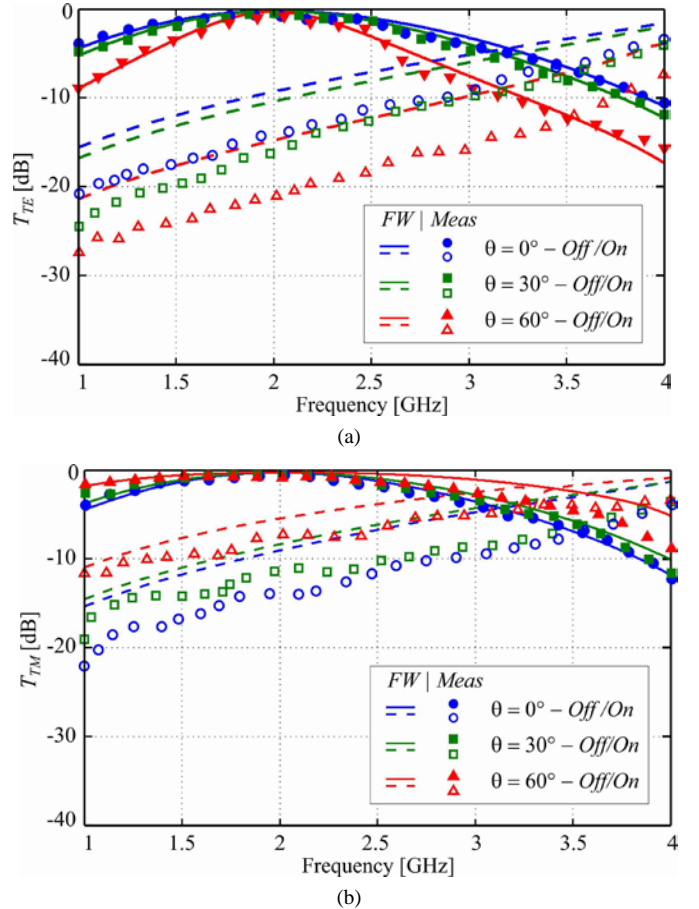 0
-10
-20
-30
-40
T_TE [dB]
FW | Meas
θ = 0° – Off /On
θ = 30° – Off/On
θ = 60° – Off/On
1 1.5 2 2.5 3 3.5 4
Frequency [GHz]
(a)
0
-10
-20
-30
-40
T_TM [dB]
FW | Meas
θ = 0° – Off /On
θ = 30° – Off/On
θ = 60° – Off/On
1 1.5 2 2.5 3 3.5 4
Frequency [GHz]
(b)